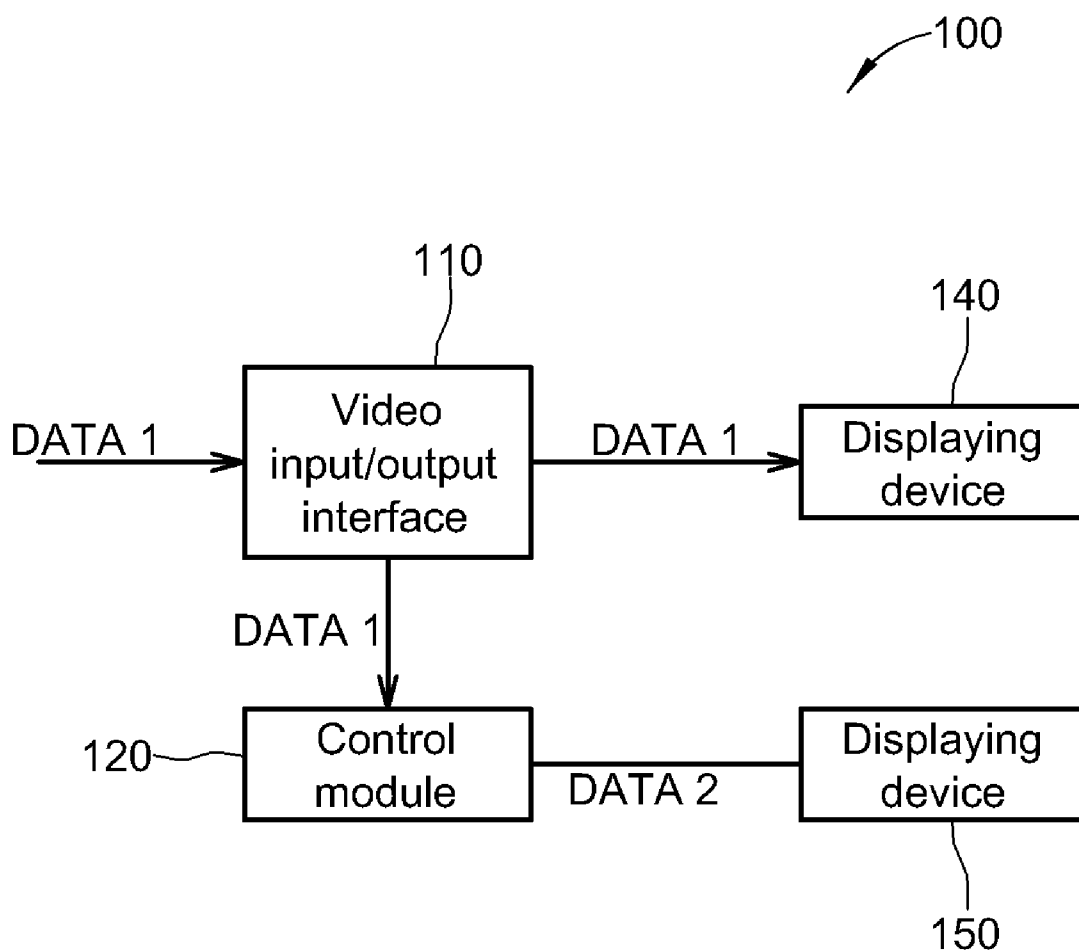 100
110
140
Video
input/output
interface
DATA 1
DATA 1
Displaying
device
DATA 1
120
Control
module
DATA 2
Displaying
device
150